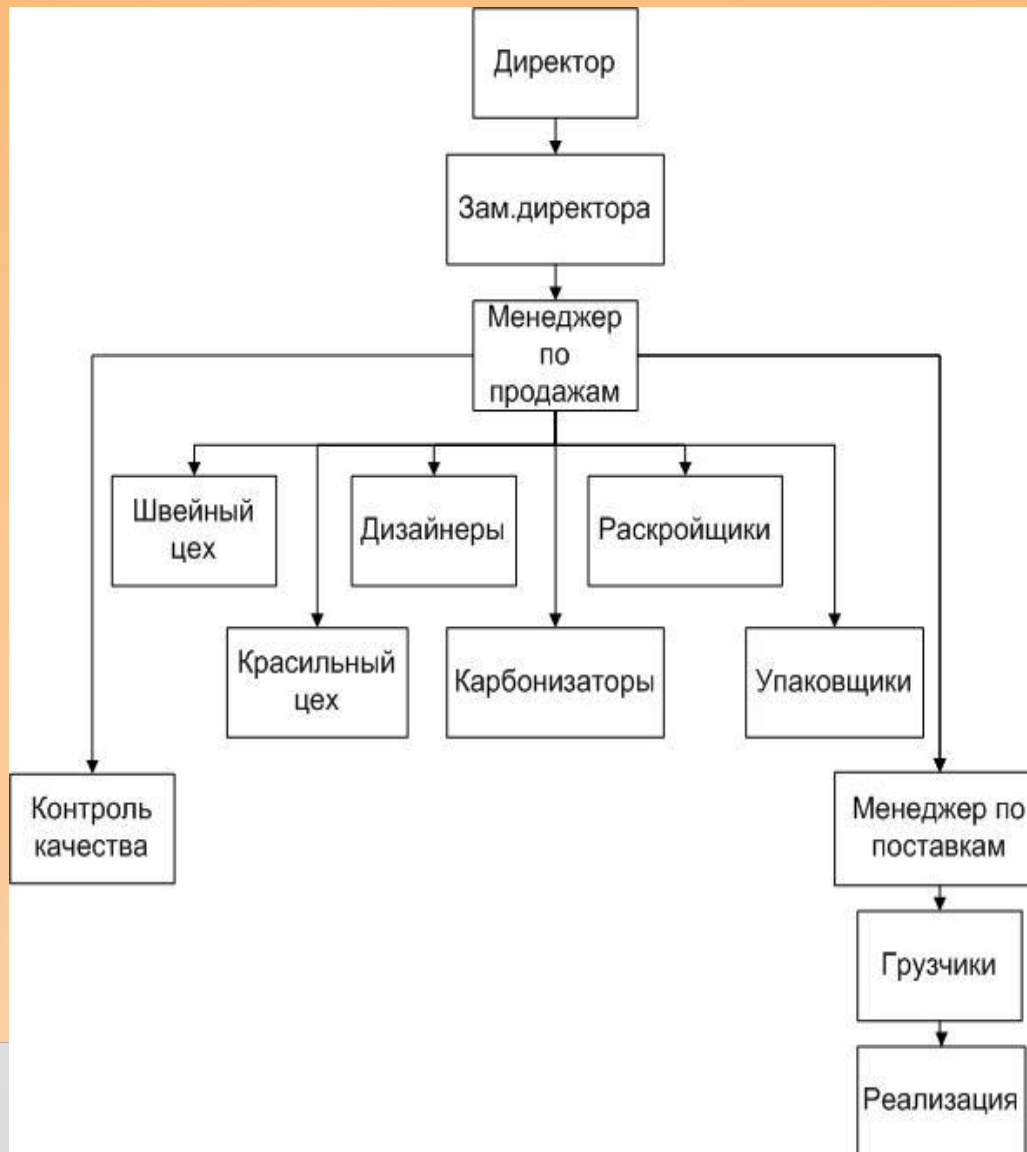 Директор
Зам.директора
Менеджер
по
продажам
Швейный
цех
Дизайнеры
Раскройщики
Красильный
цех
Карбонизаторы
Упаковщики
Контроль
качества
Менеджер по
поставкам
Грузчики
Реализация